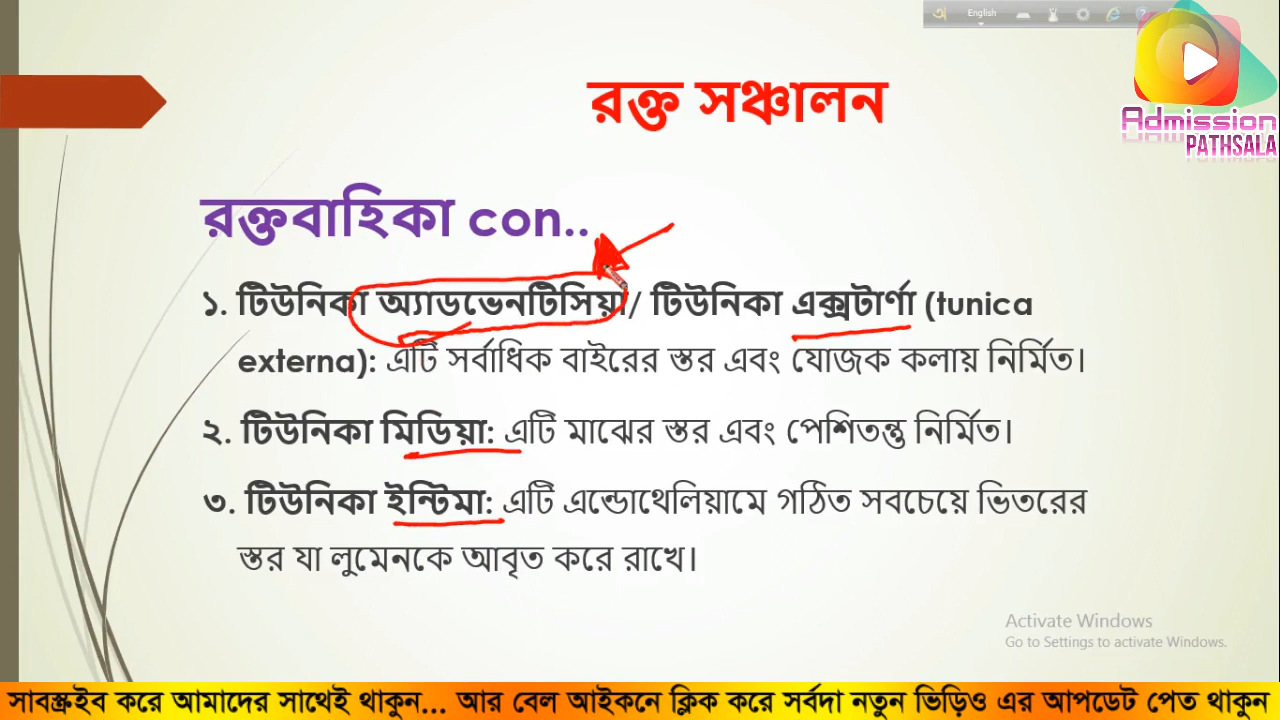 English
Admission
PATHSALA
রক্ত সঞ্চালন
রক্তবাহিকা con..
১. টিউনিকা অ্যাডভেনটিসিয়া/ টিউনিকা এক্সটার্ণা (tunica
externa): এটি সর্বাধিক বাইরের স্তর এবং যোজক কলায় নির্মিত।
২. টিউনিকা মিডিয়া: এটি মাঝের স্তর এবং পেশিতন্তু নির্মিত।
৩. টিউনিকা ইন্টিমা: এটি এন্ডোথেলিয়ামে গঠিত সবচেয়ে ভিতরের
স্তর যা লুমেনকে আবৃত করে রাখে।
Activate Windows
Go to Settings to activate Windows.
সাবস্ক্রইব করে আমাদের সাথেই থাকুন... আর বেল আইকনে ক্লিক করে সর্বদা নতুন ভিড়িও এর আপডেট পেত থাকুন